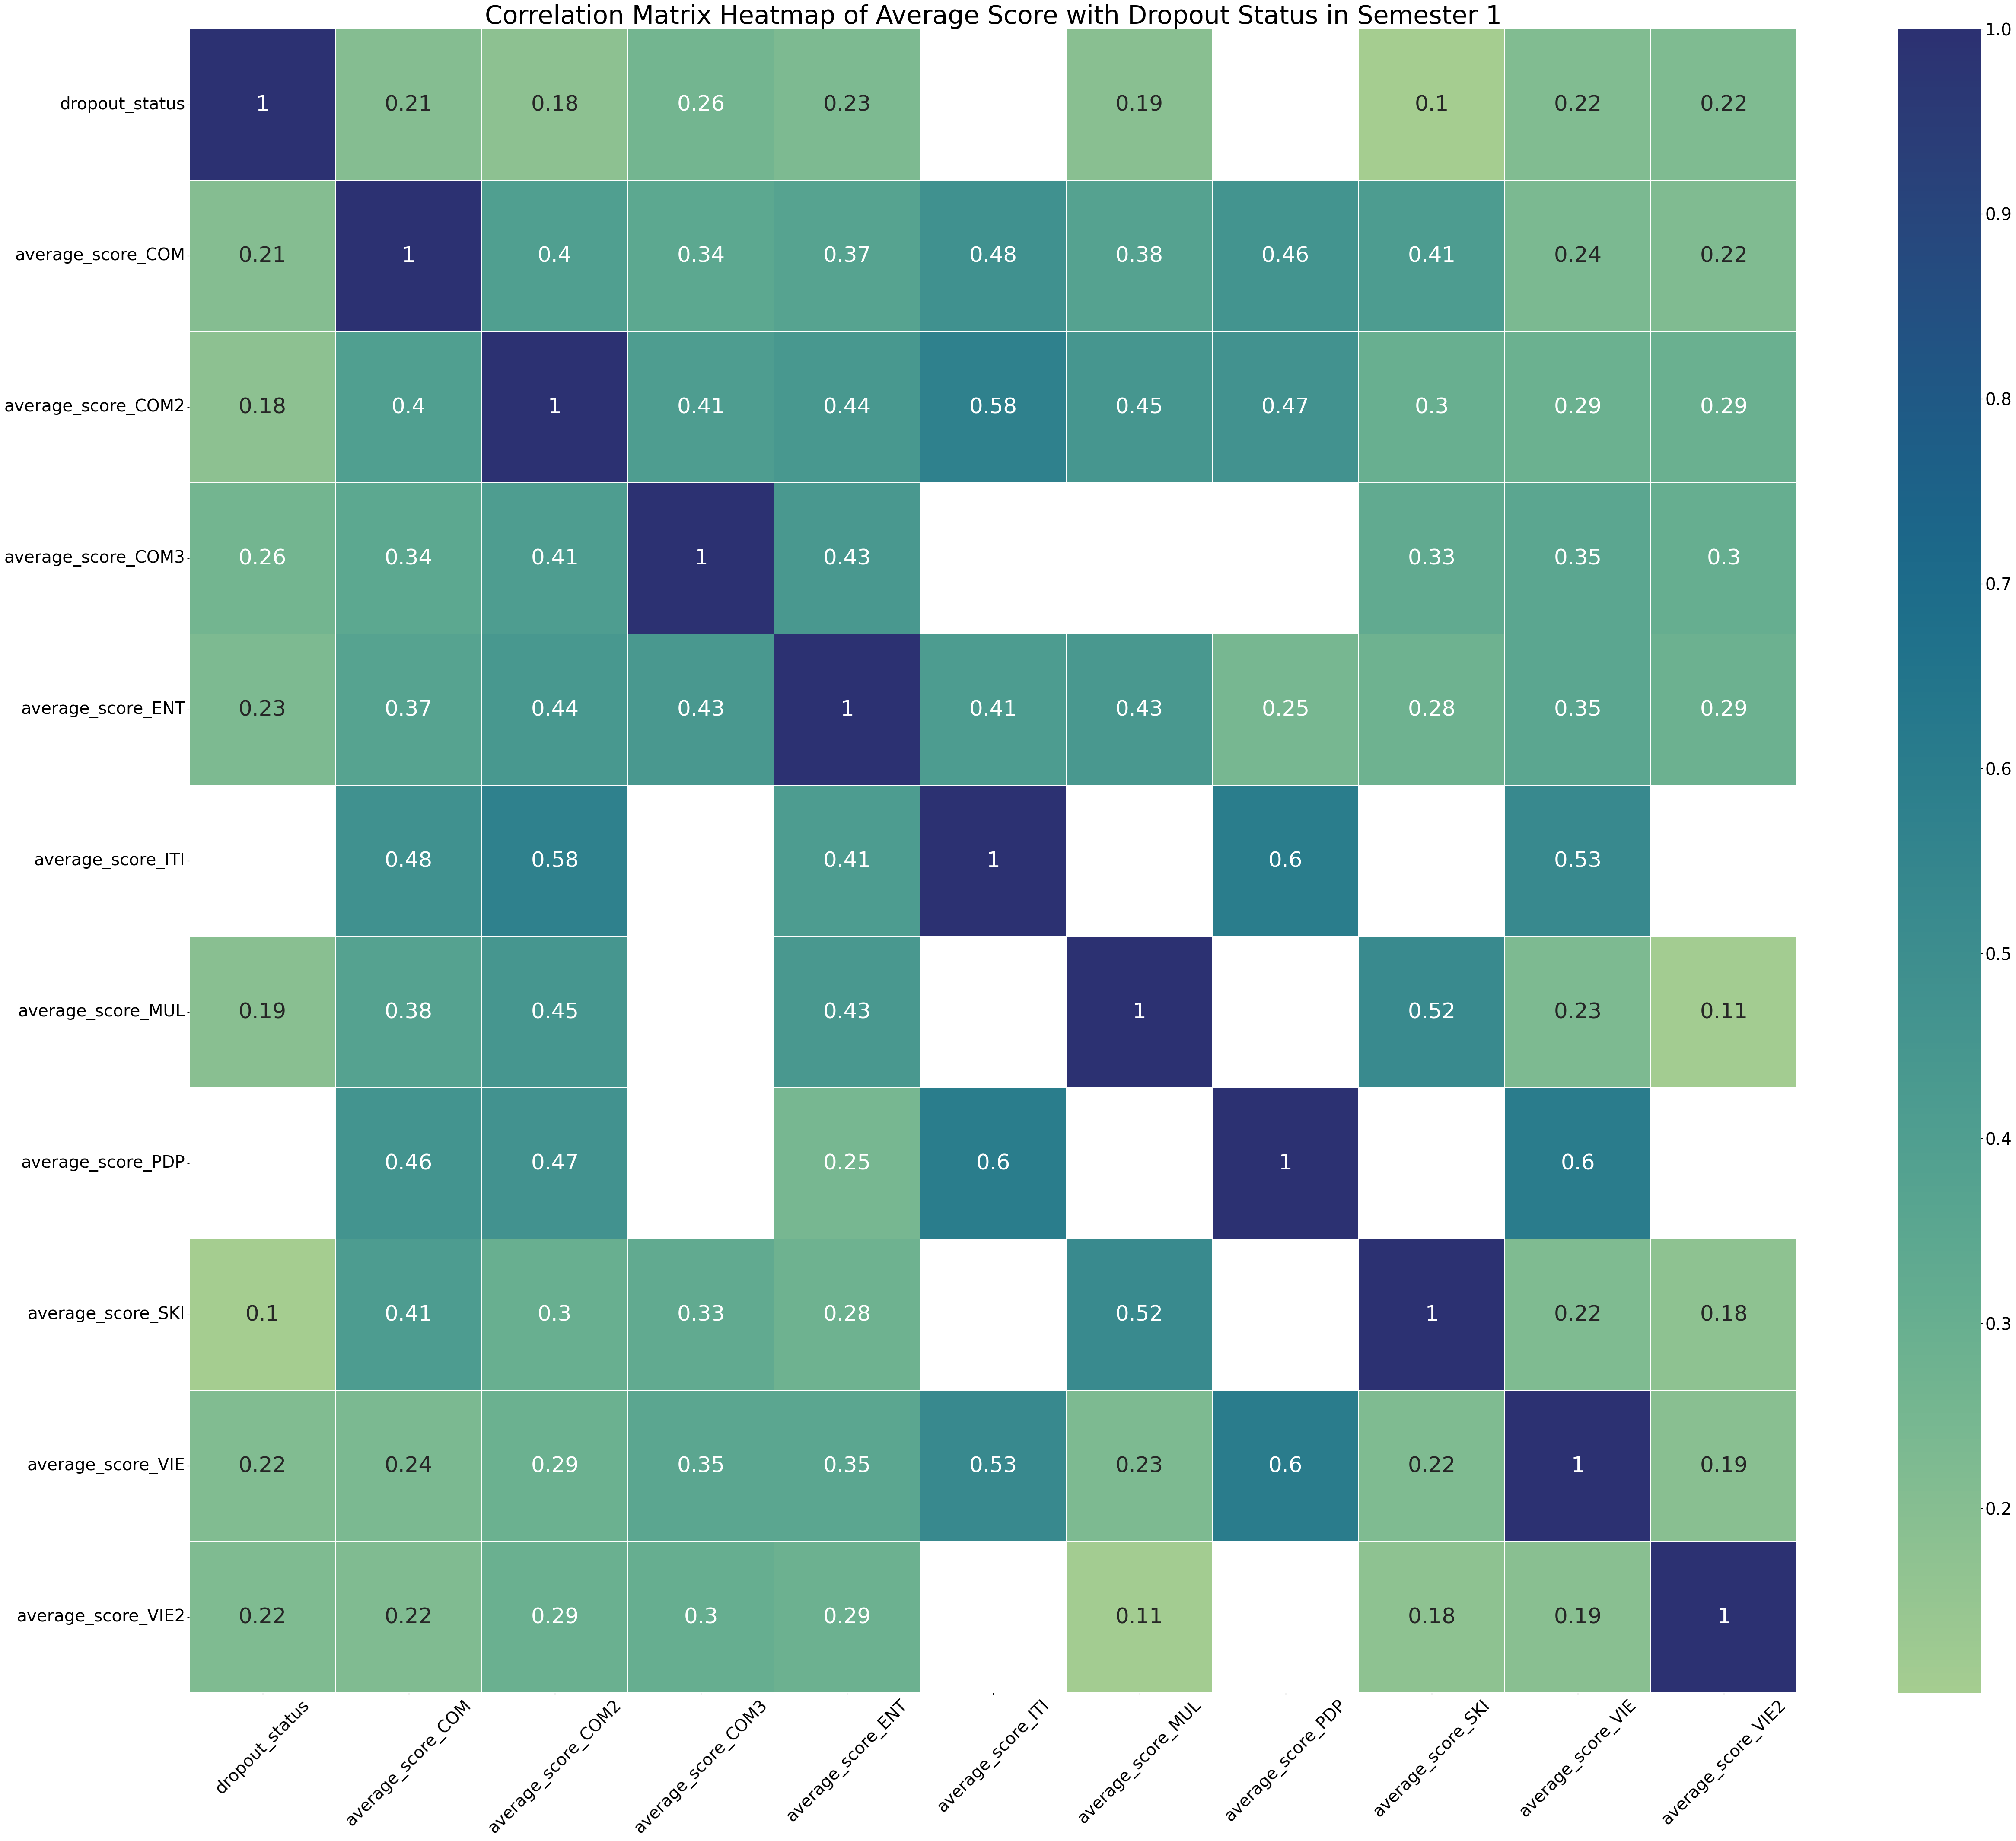 Correlation Matrix Heatmap of Average Score with Dropout Status in Semester 1
dropout_status 1 0.21 0.18 0.26 0.23 0.19 0.1 0.22 0.22
average_score_COM 0.21 1 0.4 0.34 0.37 0.48 0.38 0.46 0.41 0.24 0.22
average_score_COM2 0.18 0.4 1 0.41 0.44 0.58 0.45 0.47 0.3 0.29 0.29
average_score_COM3 0.26 0.34 0.41 1 0.43 0.33 0.35 0.3
average_score_ENT 0.23 0.37 0.44 0.43 1 0.41 0.43 0.25 0.28 0.35 0.29
average_score_ITI 0.48 0.58 0.41 1 0.6 0.53
average_score_MUL 0.19 0.38 0.45 0.43 1 0.52 0.23 0.11
average_score_PDP 0.46 0.47 0.25 0.6 1 0.6
average_score_SKI 0.1 0.41 0.3 0.33 0.28 0.52 1 0.22 0.18
average_score_VIE 0.22 0.24 0.29 0.35 0.35 0.53 0.23 0.6 0.22 1 0.19
average_score_VIE2 0.22 0.22 0.29 0.3 0.29 0.11 0.18 0.19 1
dropout_status
average_score_COM
average_score_COM2
average_score_COM3
average_score_ENT
average_score_ITI
average_score_MUL
average_score_PDP
average_score_SKI
average_score_VIE
average_score_VIE2
1.0
0.9
0.8
0.7
0.6
0.5
0.4
0.3
0.2